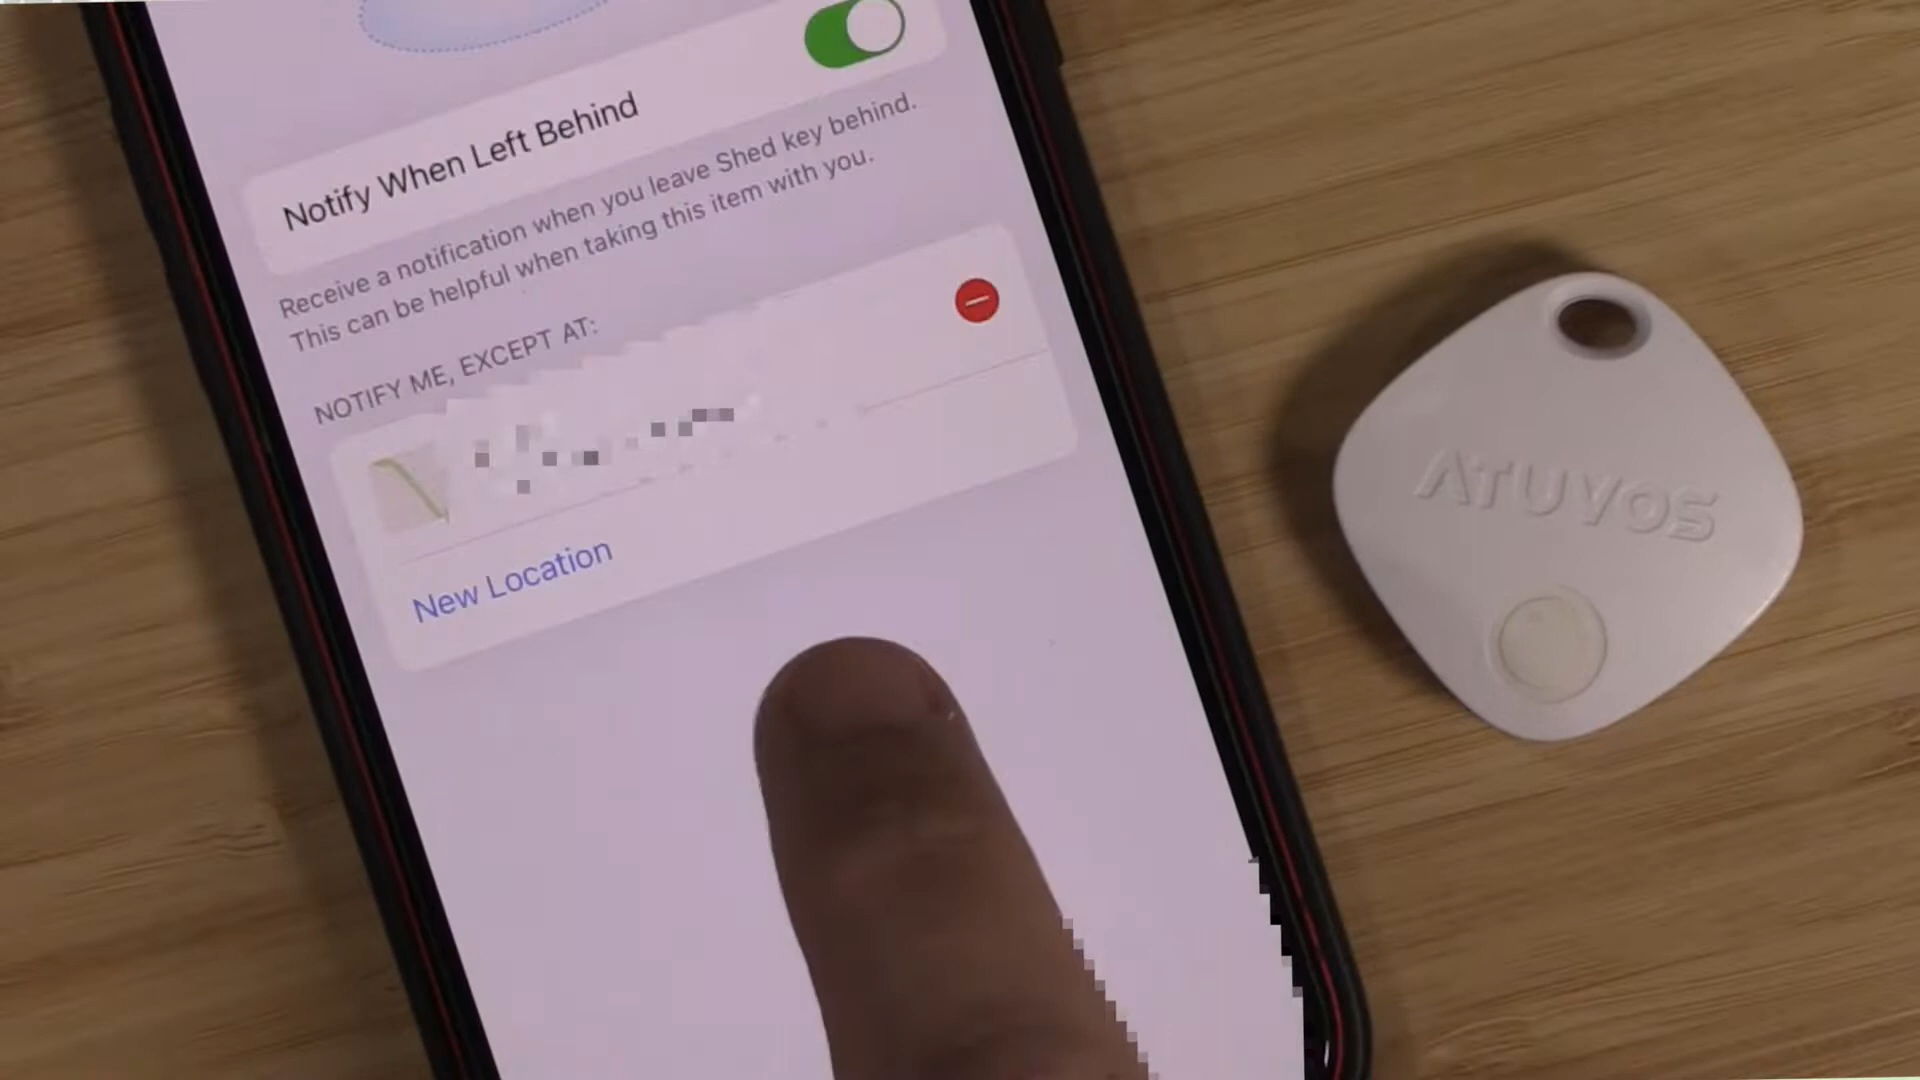 Notify When Left Behind
Receive a notification when you leave Shed key behind.
This can be helpful when taking this item with you.
NOTIFY ME, EXCEPT AT:
New Location
ATUVOS